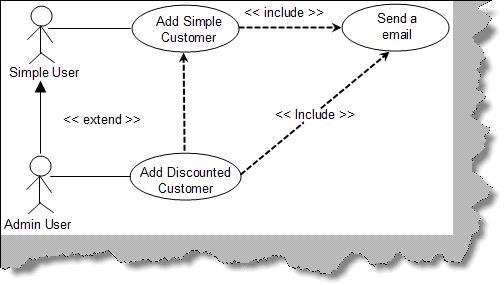 Add Simple
Customer
<< include >>
Send a
email
Simple User
<< extend >>
<< Include >>
Add Discounted
Customer
Admin User